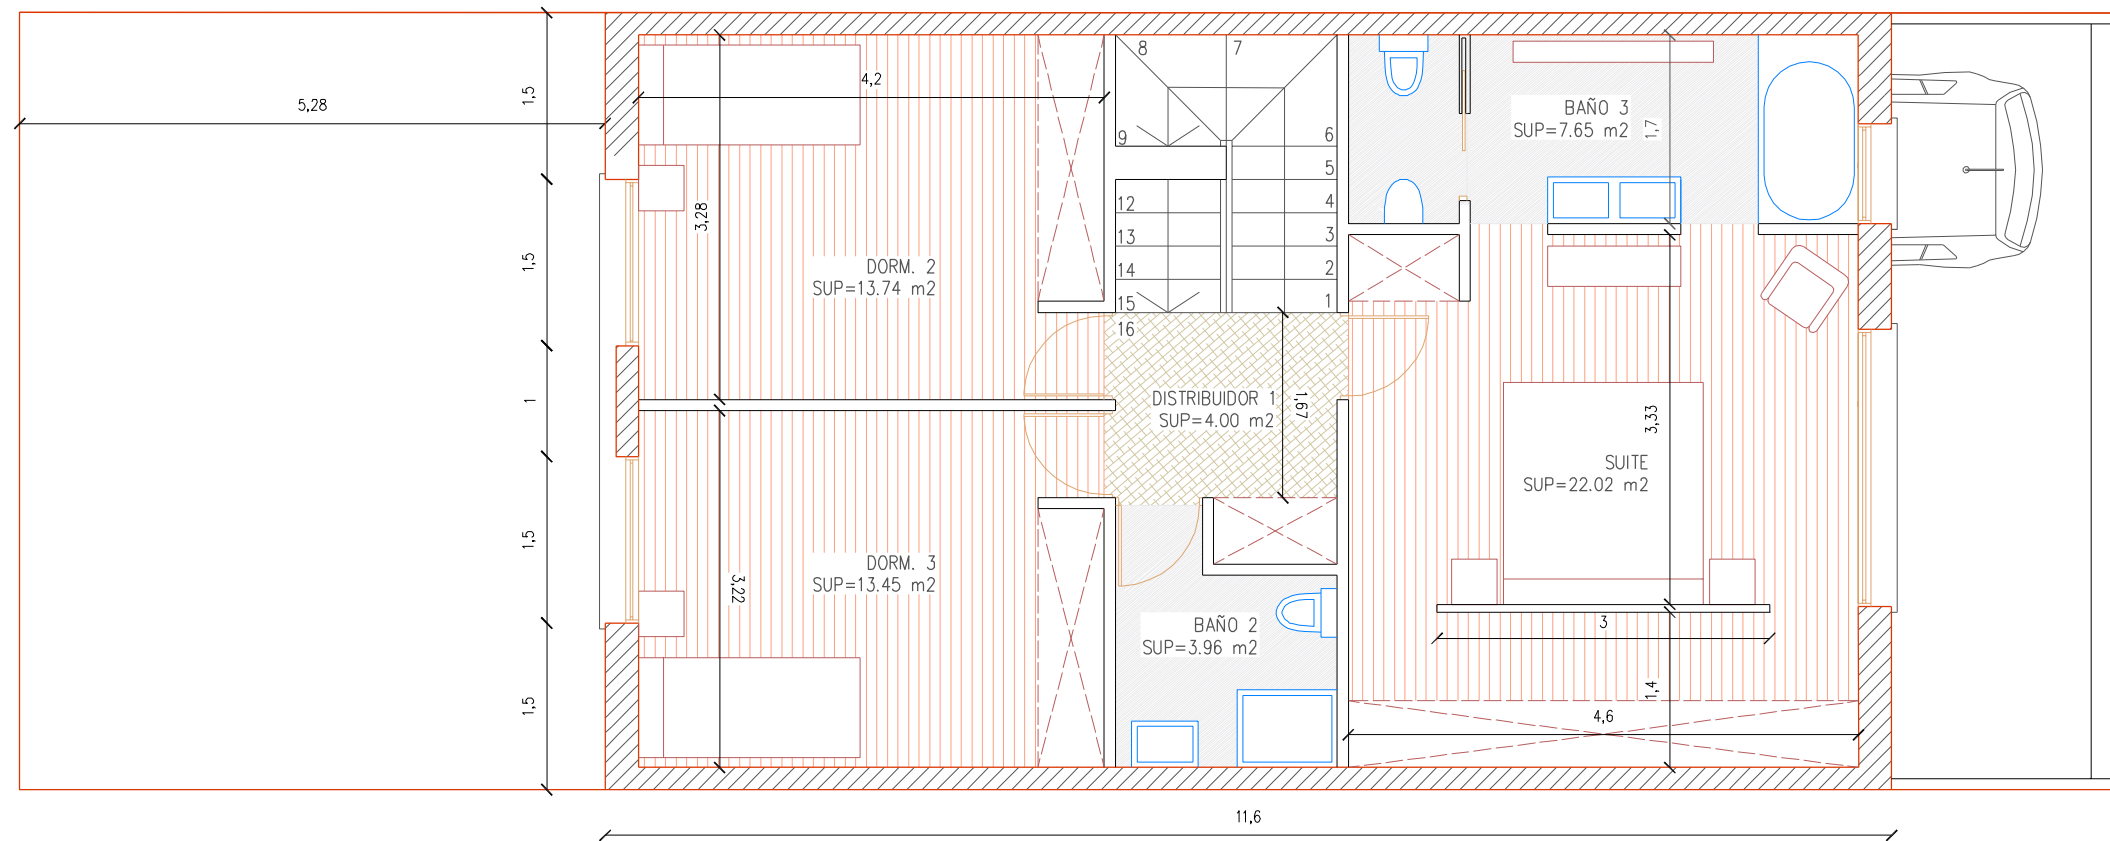 5,28
1,5
1,5
1
1,5
1,5
4,2
3,28
3,22
DORM. 2
SUP=13.74 m2
DORM. 3
SUP=13.45 m2
8
7
9
6
5
4
3
2
1
12
13
14
15
16
DISTRIBUIDOR 1
SUP=4.00 m2
1,67
BAÑO 2
SUP=3.96 m2
BAÑO 3
SUP=7.65 m2
1,7
3,33
SUITE
SUP=22.02 m2
3
1,4
4,6
11,6